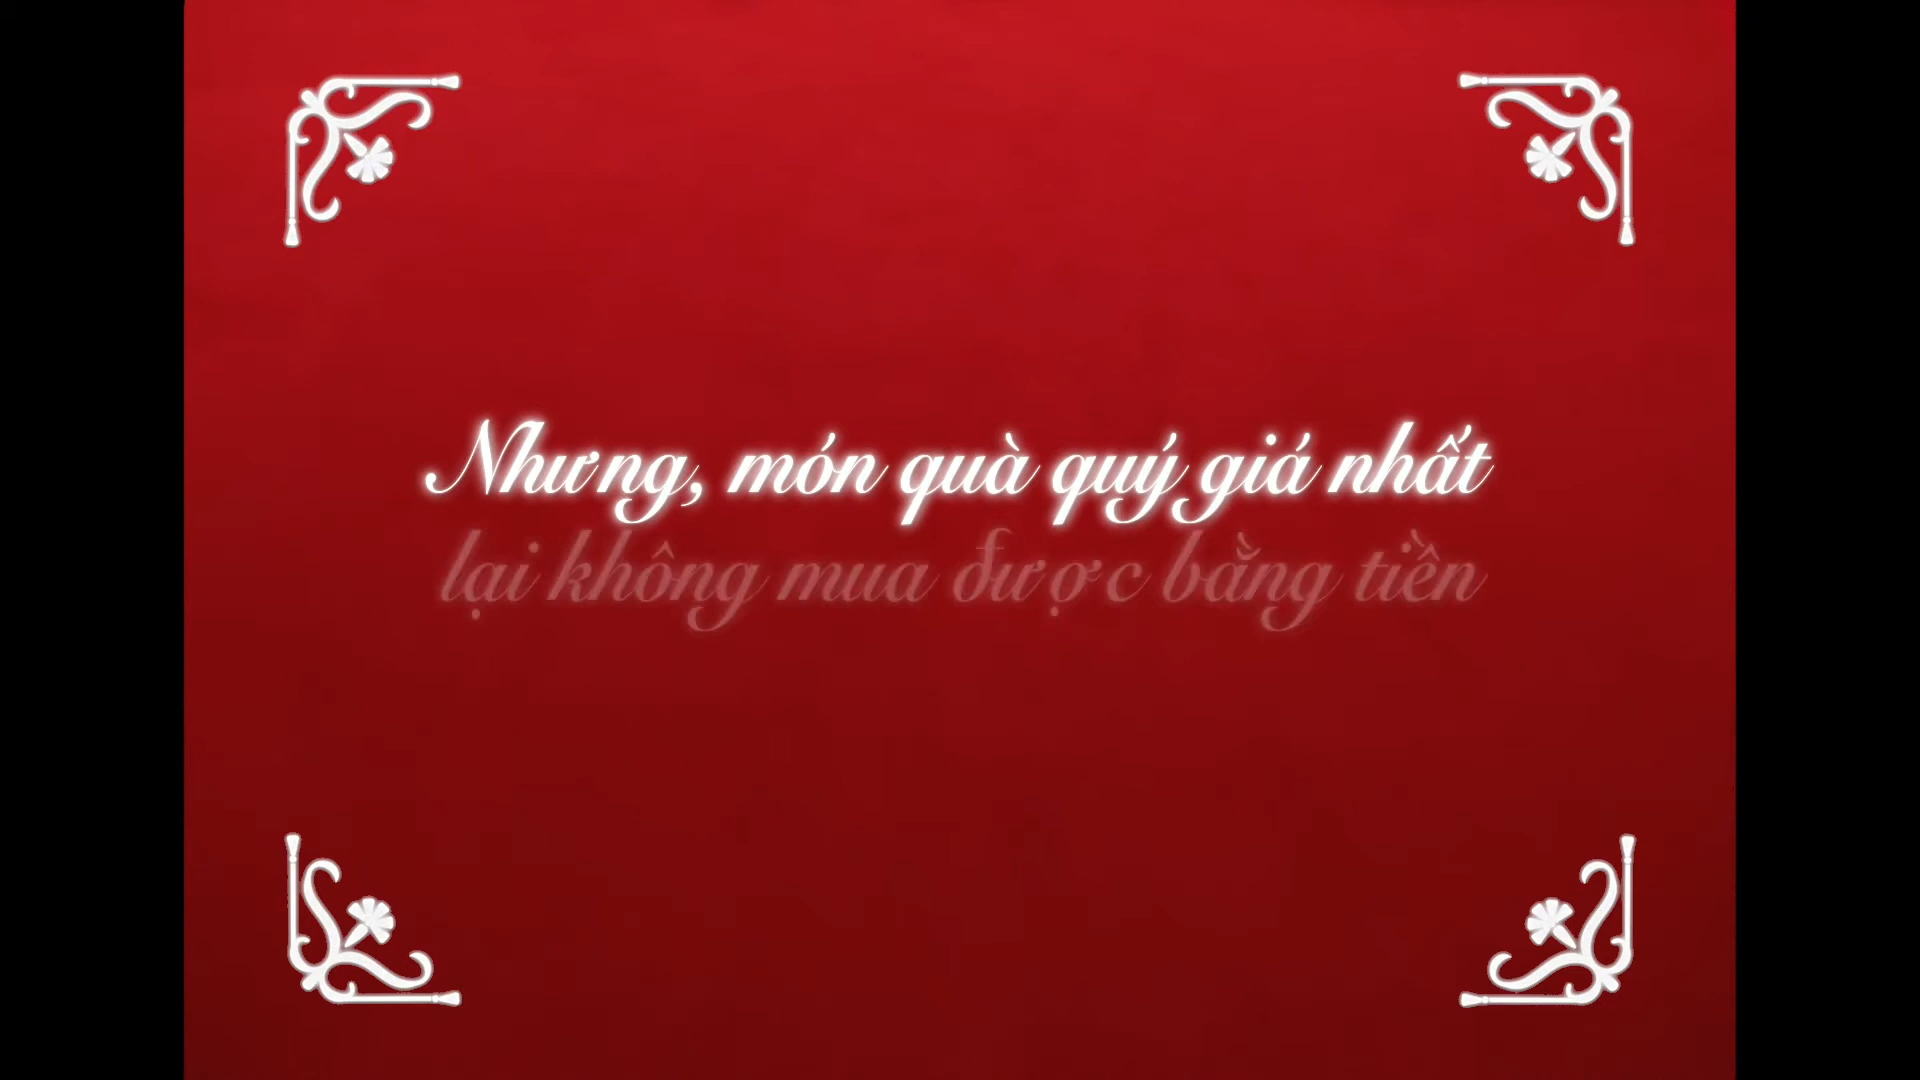 Nhưng, món quà quý giá nhất
lại không mua được bằng tiền